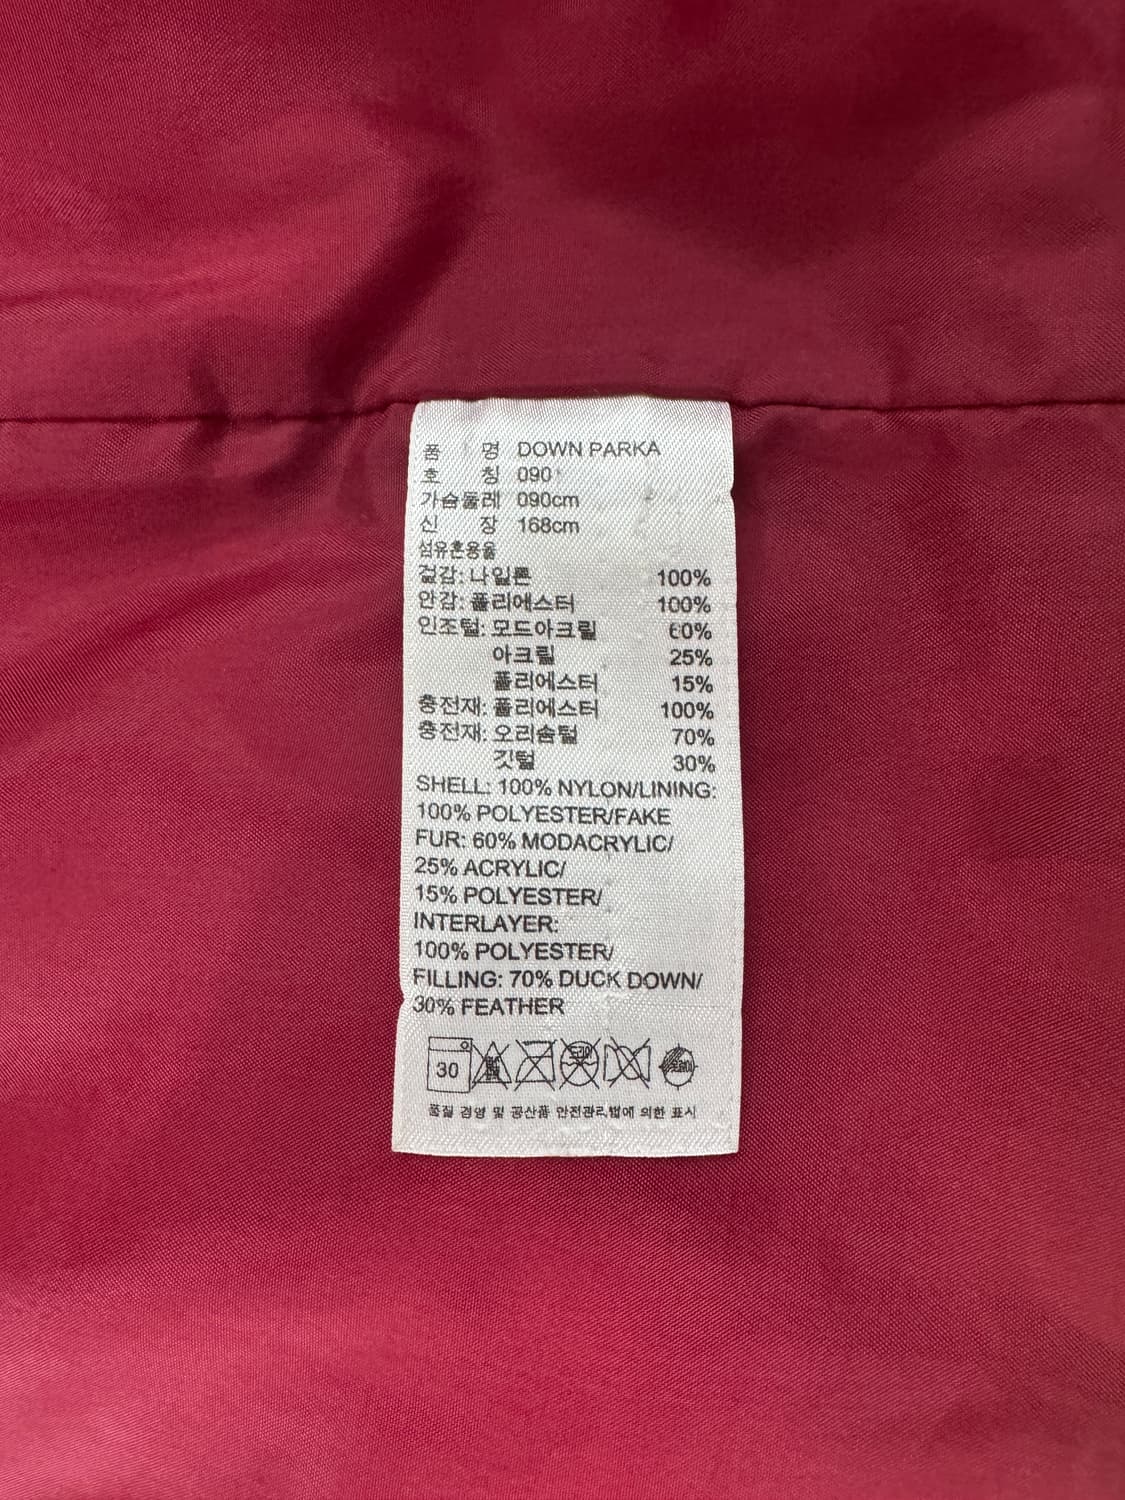 품 명 DOWN PARKA
호 칭 090
가슴둘레 090cm
신 장 168cm
섬유혼용율
겉감: 나일론 100%
안감: 폴리에스터 100%
인조털: 모드아크릴 60%
아크릴 25%
폴리에스터 15%
충전재: 폴리에스터 100%
충전재: 오리솜털 70%
깃털 30%
SHELL: 100% NYLON/LINING:
100% POLYESTER/FAKE
FUR: 60% MODACRYLIC/
25% ACRYLIC/
15% POLYESTER/
INTERLAYER:
100% POLYESTER/
FILLING: 70% DUCK DOWN/
30% FEATHER
30
품질 경영 및 공산품 안전관리법에 의한 표시